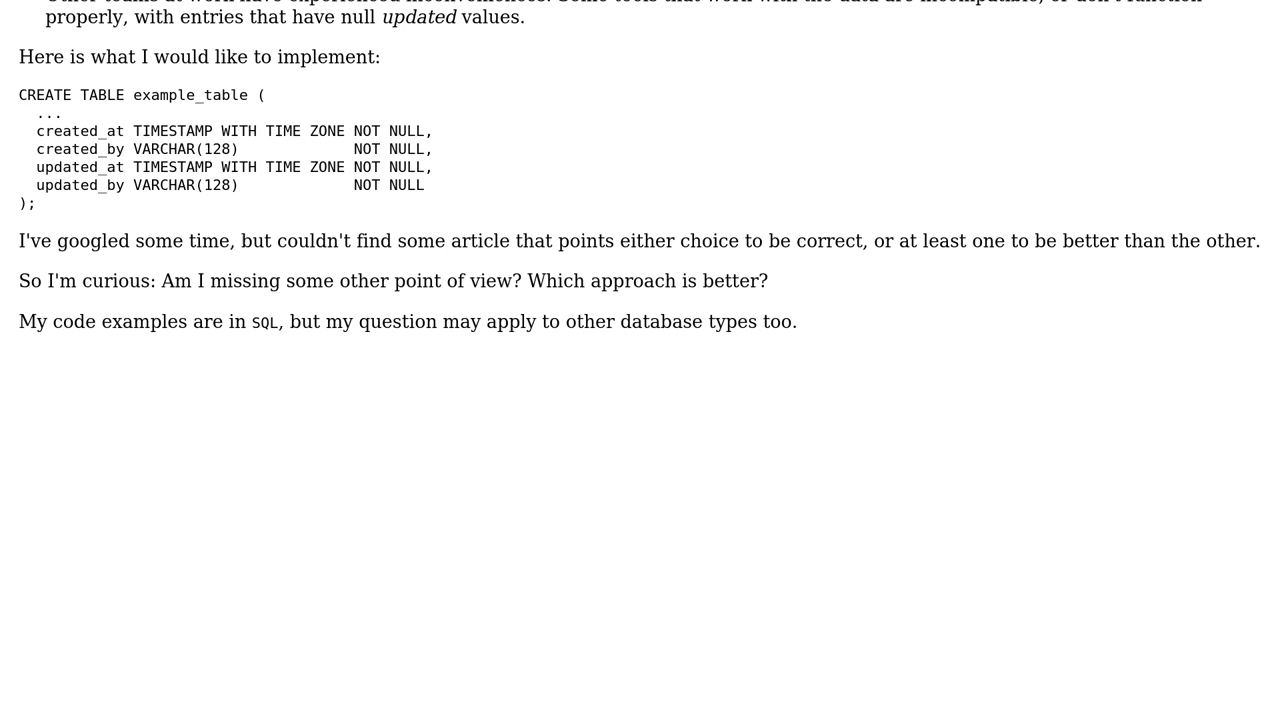 properly, with entries that have null updated values.
Here is what I would like to implement:
CREATE TABLE example_table (
  ...
  created_at TIMESTAMP WITH TIME ZONE NOT NULL,
  created_by VARCHAR(128)             NOT NULL,
  updated_at TIMESTAMP WITH TIME ZONE NOT NULL,
  updated_by VARCHAR(128)             NOT NULL
);
I've googled some time, but couldn't find some article that points either choice to be correct, or at least one to be better than the other.
So I'm curious: Am I missing some other point of view? Which approach is better?
My code examples are in SQL, but my question may apply to other database types too.